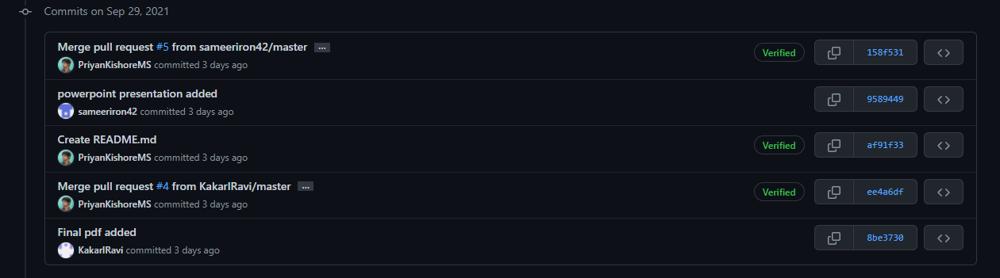 Commits on Sep 29, 2021
Merge pull request #5 from sameeriron42/master ...
PriyanKishoreMS committed 3 days ago
Verified
158f531
powerpoint presentation added
sameeriron42 committed 3 days ago
9589449
Create README.md
PriyanKishoreMS committed 3 days ago
Verified
af91f33
Merge pull request #4 from KakarlRavi/master ...
PriyanKishoreMS committed 3 days ago
Verified
ee4a6df
Final pdf added
KakarlRavi committed 3 days ago
8be3730